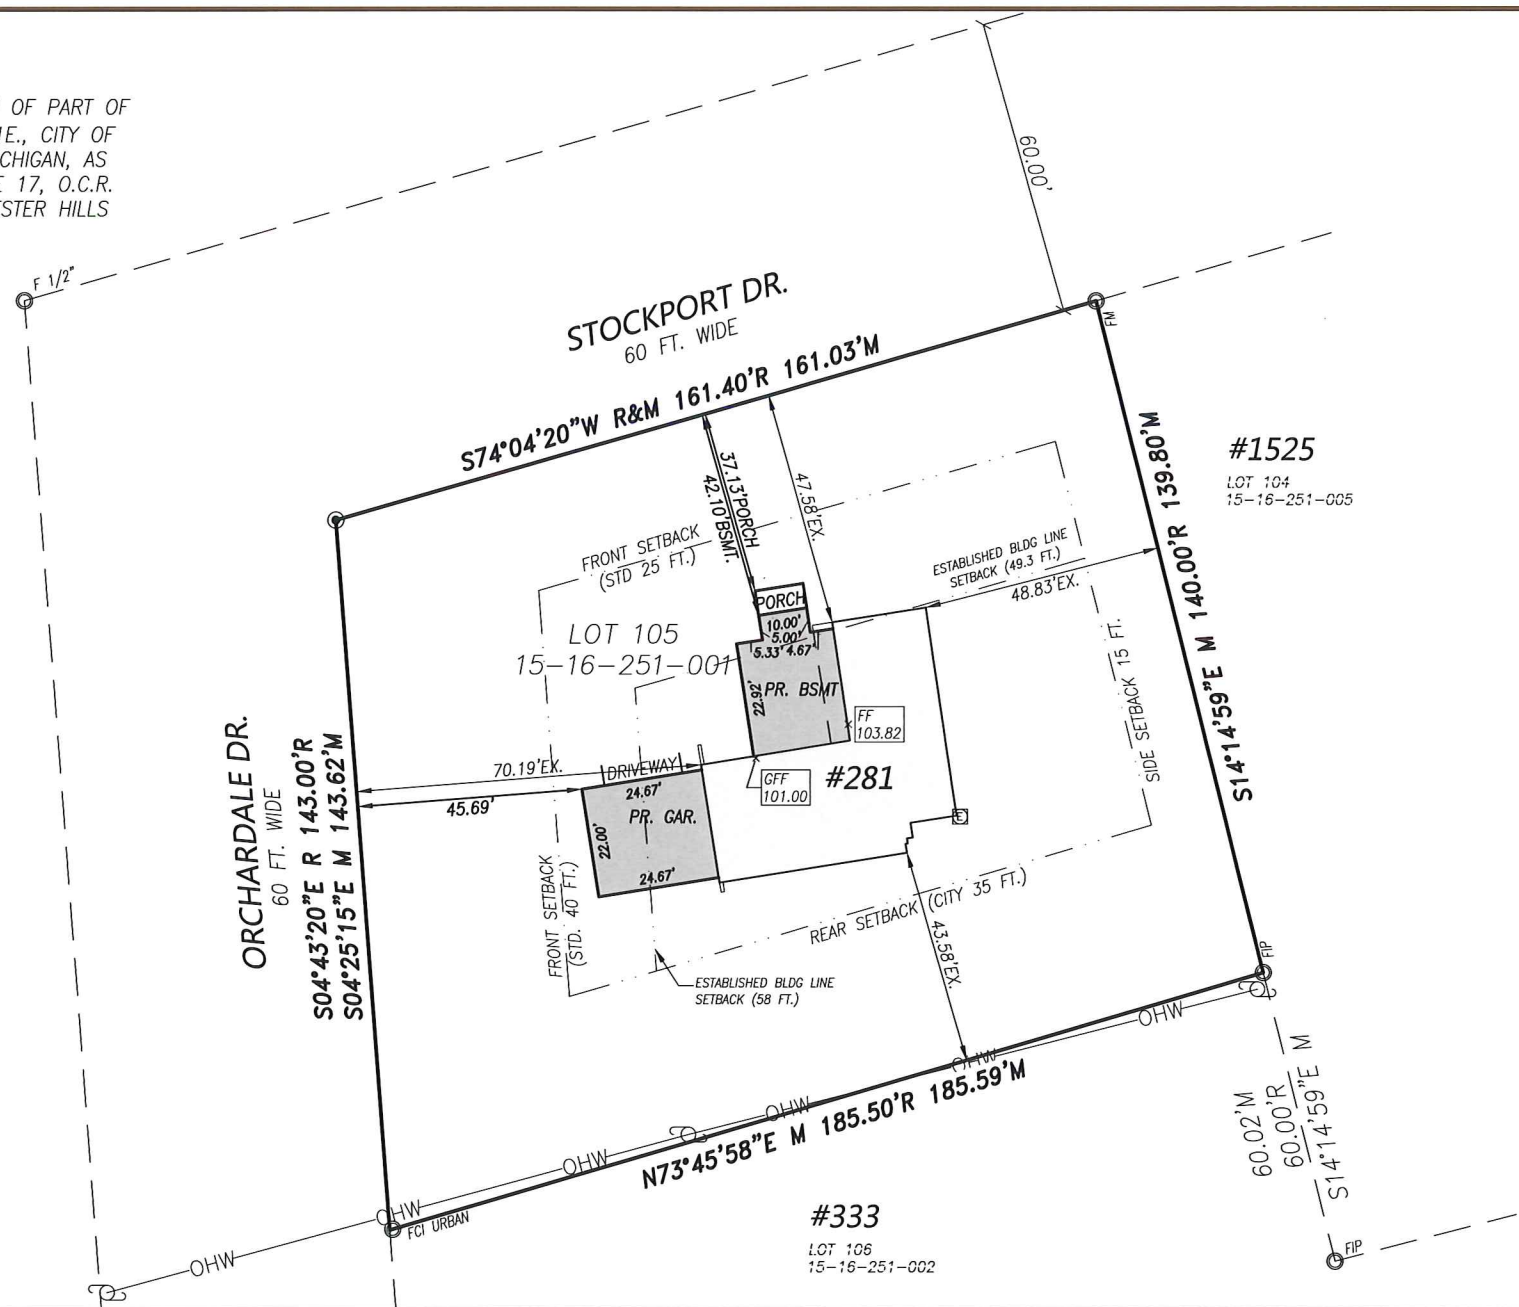 OF PART OF
E., CITY OF
CHIGAN, AS
17, O.C.R.
STER HILLS
60.00'
F 1/2"
STOCKPORT DR.
60 FT. WIDE
S74°04'20"W R&M 161.40'R 161.03'M
FM
#1525
LOT 104
15-16-251-005
S14°14'59"E M 140.00'R 139.80'M
37.13'PORCH
42.10'BSMT.
47.58'EX.
FRONT SETBACK
(STD 25 FT.)
ESTABLISHED BLDG LINE
SETBACK (49.3 FT.)
48.83'EX.
PORCH
10.00'
5.00'
5.33' 4.67'
LOT 105
15-16-251-001
22.92'
PR. BSMT
FF
103.82
SIDE SETBACK 15 FT.
ORCHARDALE DR.
60 FT. WIDE
S04°43'20"E R 143.00'R
S04°25'15"E M 143.62'M
70.19'EX.
DRIVEWAY
GFF
101.00
#281
45.69'
24.67'
PR. GAR.
22.00'
24.67'
E
FRONT SETBACK
(STD. 40 FT.)
REAR SETBACK (CITY 35 FT.)
43.58'EX.
ESTABLISHED BLDG LINE
SETBACK (58 FT.)
FIP
OHW
OHW
OHW
OHW
OHW
OHW
N73°45'58"E M 185.50'R 185.59'M
FCI URBAN
60.02'M
60.00'R
S14°14'59"E M
#333
LOT 106
15-16-251-002
FIP